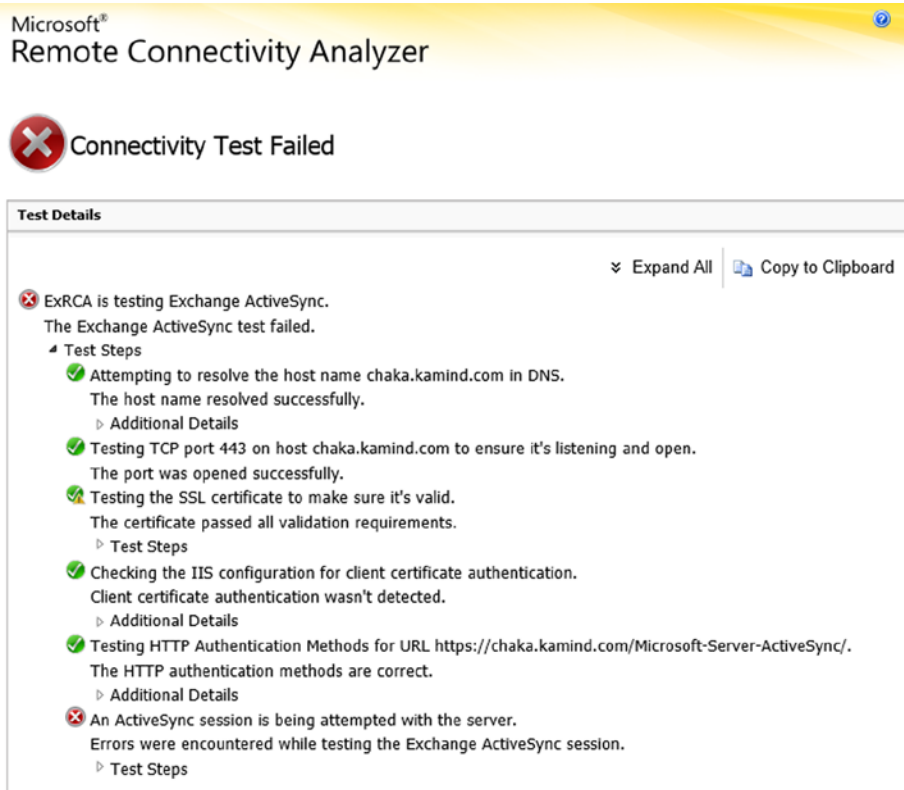 Microsoft®
Remote Connectivity Analyzer
Connectivity Test Failed
Test Details
Expand All
Copy to Clipboard
ExRCA is testing Exchange ActiveSync.
The Exchange ActiveSync test failed.
Test Steps
Attempting to resolve the host name chaka.kamind.com in DNS.
The host name resolved successfully.
Additional Details
Testing TCP port 443 on host chaka.kamind.com to ensure it's listening and open.
The port was opened successfully.
Testing the SSL certificate to make sure it's valid.
The certificate passed all validation requirements.
Test Steps
Checking the IIS configuration for client certificate authentication.
Client certificate authentication wasn't detected.
Additional Details
Testing HTTP Authentication Methods for URL https://chaka.kamind.com/Microsoft-Server-ActiveSync/.
The HTTP authentication methods are correct.
Additional Details
An ActiveSync session is being attempted with the server.
Errors were encountered while testing the Exchange ActiveSync session.
Test Steps